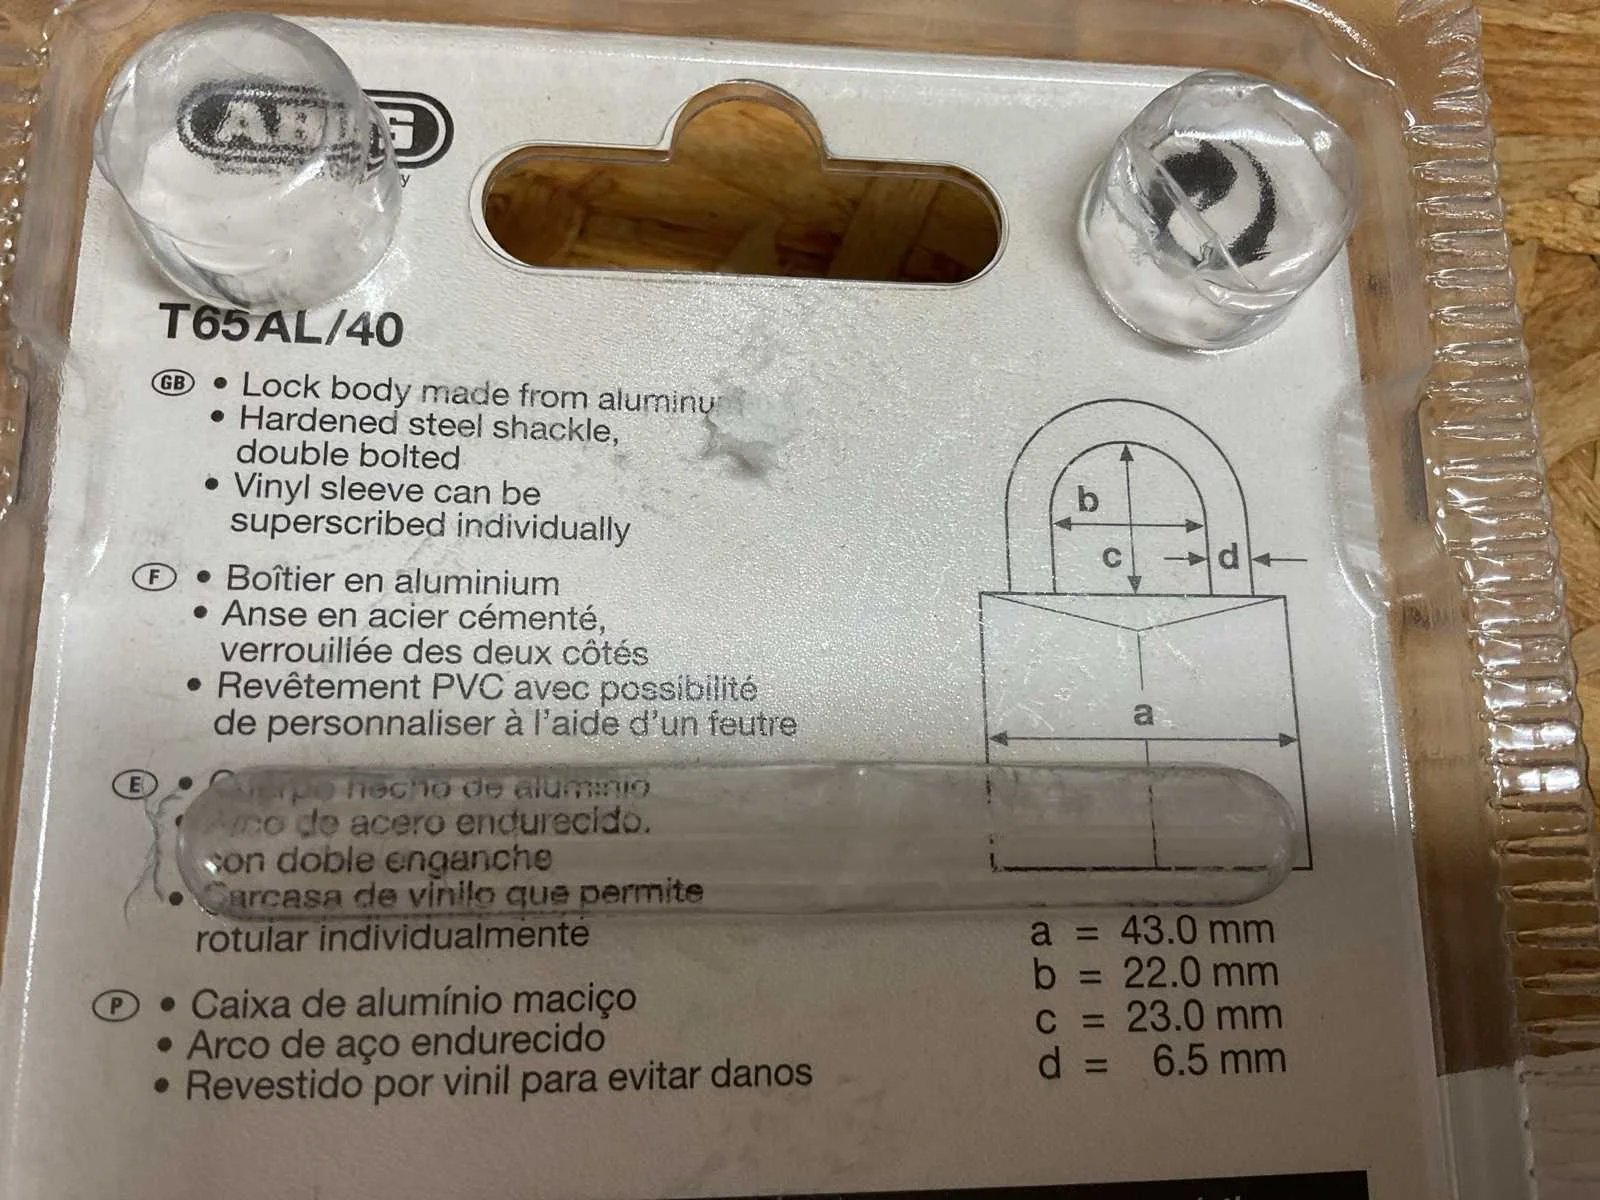 ABUS
T65AL/40
GB • Lock body made from aluminu
• Hardened steel shackle,
double bolted
• Vinyl sleeve can be
superscribed individually
F • Boîtier en aluminium
• Anse en acier cémenté,
verrouillée des deux côtés
• Revêtement PVC avec possibilité
de personnaliser à l'aide d'un feutre
E • Cuerpo hecho de aluminio
• Arco de acero endurecido.
con doble enganche
• Carcasa de vinilo que permite
rotular individualmente
P • Caixa de alumínio maciço
• Arco de aço endurecido
• Revestido por vinil para evitar danos
b
c
d
a
a = 43.0 mm
b = 22.0 mm
c = 23.0 mm
d = 6.5 mm